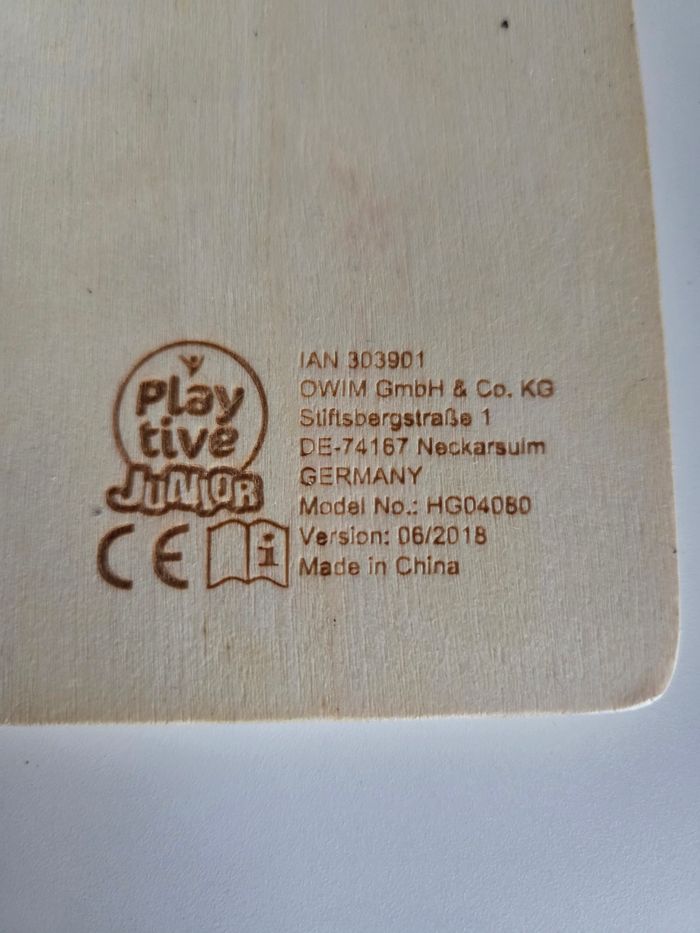 Play
tive
JUNIOR
CE
i
IAN 303901
OWIM GmbH & Co. KG
Stiftsbergstraße 1
DE-74167 Neckarsulm
GERMANY
Model No.: HG04080
Version: 06/2018
Made in China